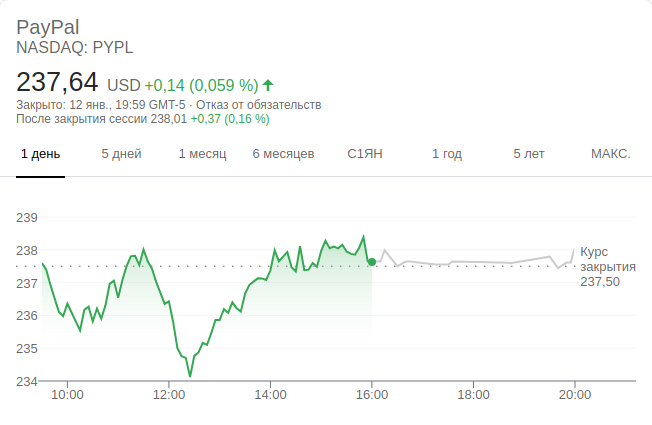 PayPal
NASDAQ: PYPL
237,64 USD +0,14 (0,059 %)
Закрыто: 12 янв., 19:59 GMT-5 · Отказ от обязательств
После закрытия сессии 238,01 +0,37 (0,16 %)
1 день 5 дней 1 месяц 6 месяцев С1ЯН 1 год 5 лет МАКС.
239
238
237
236
235
234
Курс
закрытия
237,50
10:00 12:00 14:00 16:00 18:00 20:00